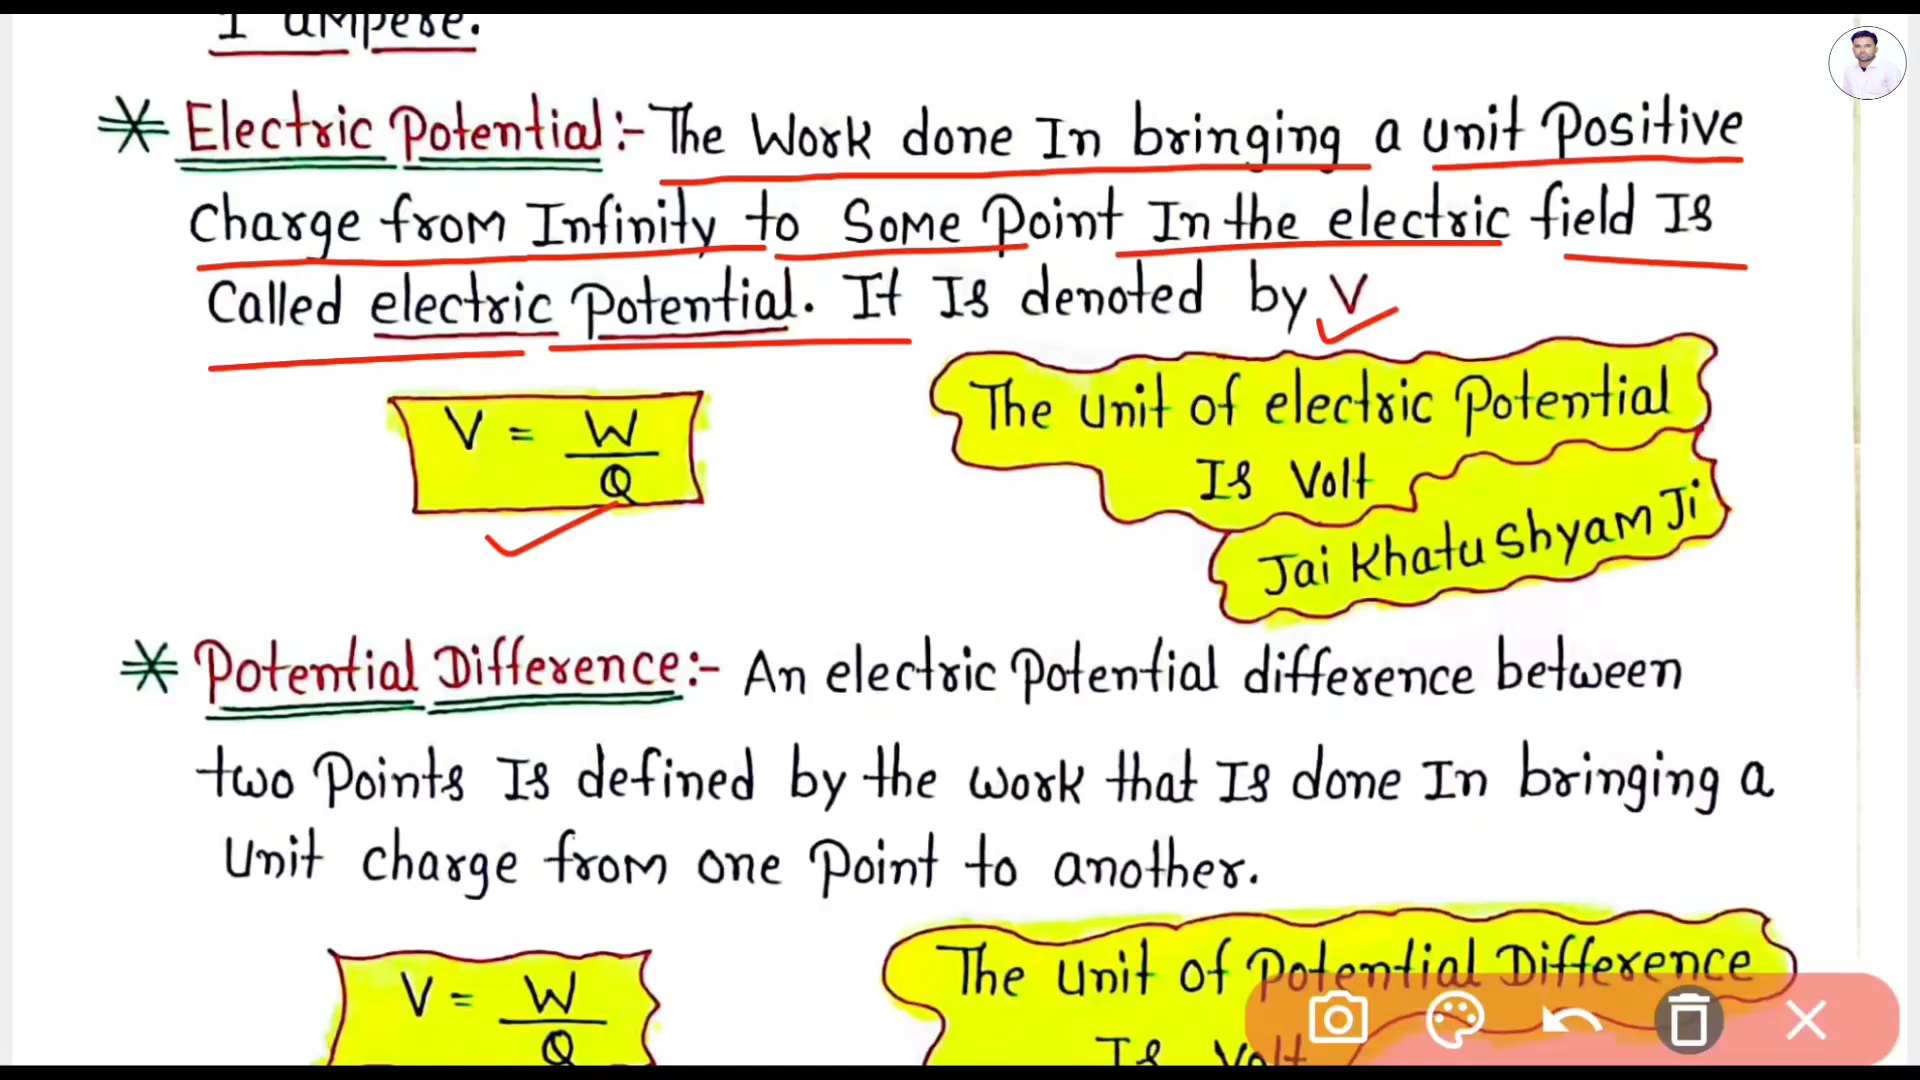 1 ampere.
* Electric Potential:- The Work done In bringing a unit Positive
Charge from Infinity to Some Point In the electric field Is
Called electric Potential. It Is denoted by V
V = W/Q
The unit of electric Potential
Is Volt
Jai Khatu Shyam Ji
* Potential Difference:- An electric Potential difference between
two Points Is defined by the work that Is done In bringing a
Unit charge from one Point to another.
V = W/Q
The unit of Potential Difference
Is Volt